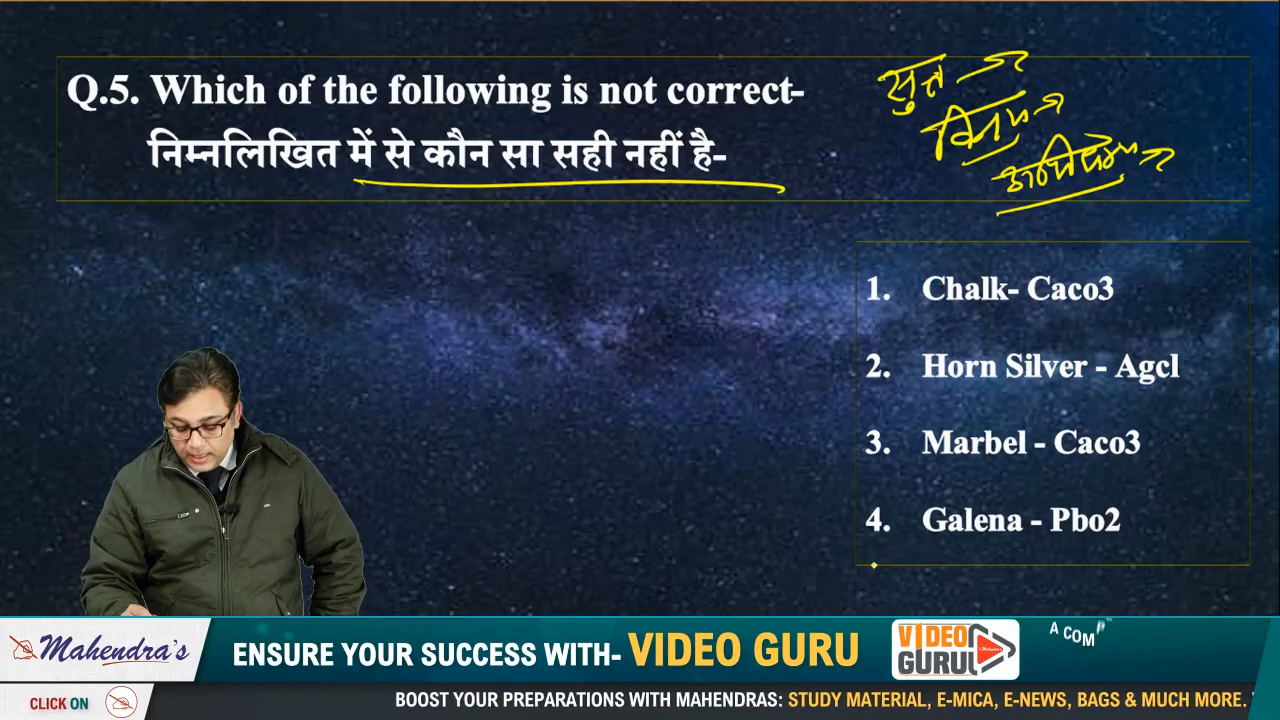 Q.5. Which of the following is not correct-
निम्नलिखित में से कौन सा सही नहीं है-
1. Chalk- Caco3
2. Horn Silver - Agcl
3. Marbel - Caco3
4. Galena - Pbo2
Mahendra's
ENSURE YOUR SUCCESS WITH- VIDEO GURU
VIDEO
GURU
A COM
CLICK ON
BOOST YOUR PREPARATIONS WITH MAHENDRAS: STUDY MATERIAL, E-MICA, E-NEWS, BAGS & MUCH MORE.